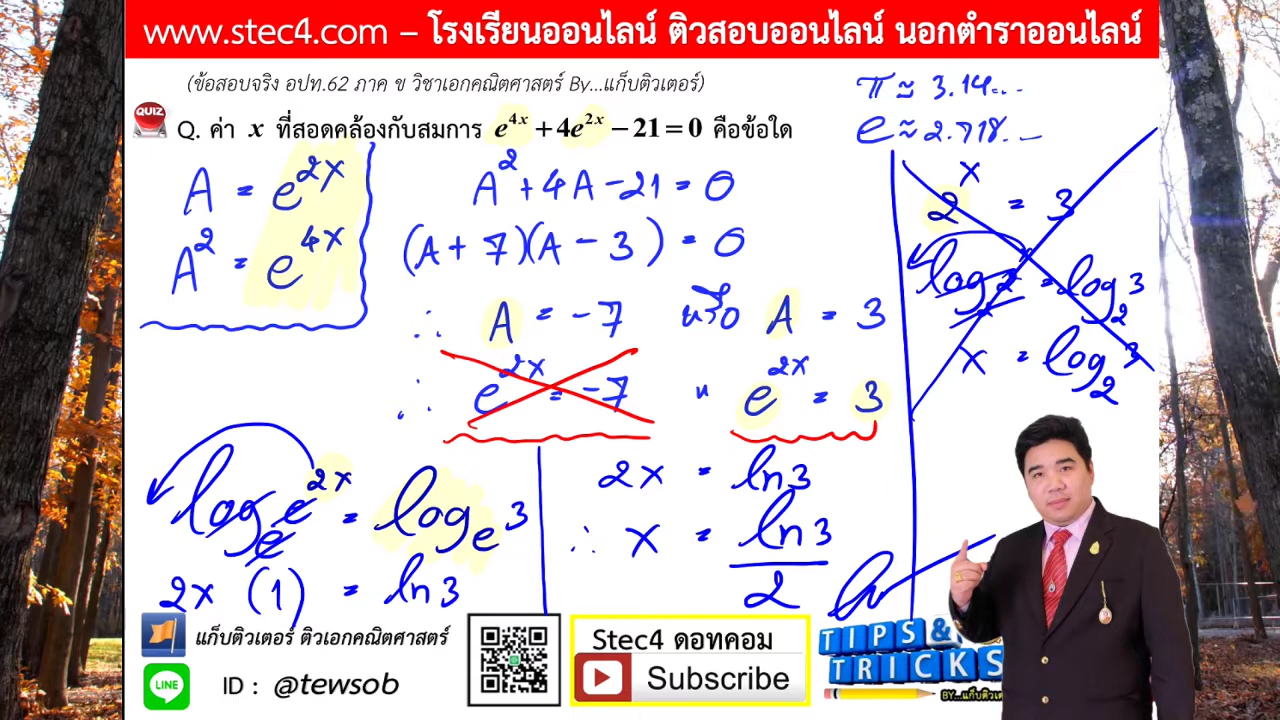 www.stec4.com – โรงเรียนออนไลน์ ติวสอบออนไลน์ นอกตำราออนไลน์
(ข้อสอบจริง อปท.62 ภาค ข วิชาเอกคณิตศาสตร์ By...แก็บติวเตอร์)
π ≈ 3.14...
QUIZ
Q. ค่า x ที่สอดคล้องกับสมการ e^{4x} + 4e^{2x} − 21 = 0 คือข้อใด
e ≈ 2.718...
A = e^{2x}
A² = e^{4x}
A² + 4A − 21 = 0
(A + 7)(A − 3) = 0
∴ A = −7 หรือ A = 3
∴ e^{2x} = −7 " e^{2x} = 3
2^x = 3
log 2 = log₂ 3
x = log₂ 3
log_e e^{2x} = log_e 3
2x (1) = ln 3
2x = ln 3
∴ x = ln 3 / 2
แก็บติวเตอร์ ติวเอกคณิตศาสตร์
LINE
ID : @tewsob
Stec4 ดอทคอม
Subscribe
TIPS &
TRICKS